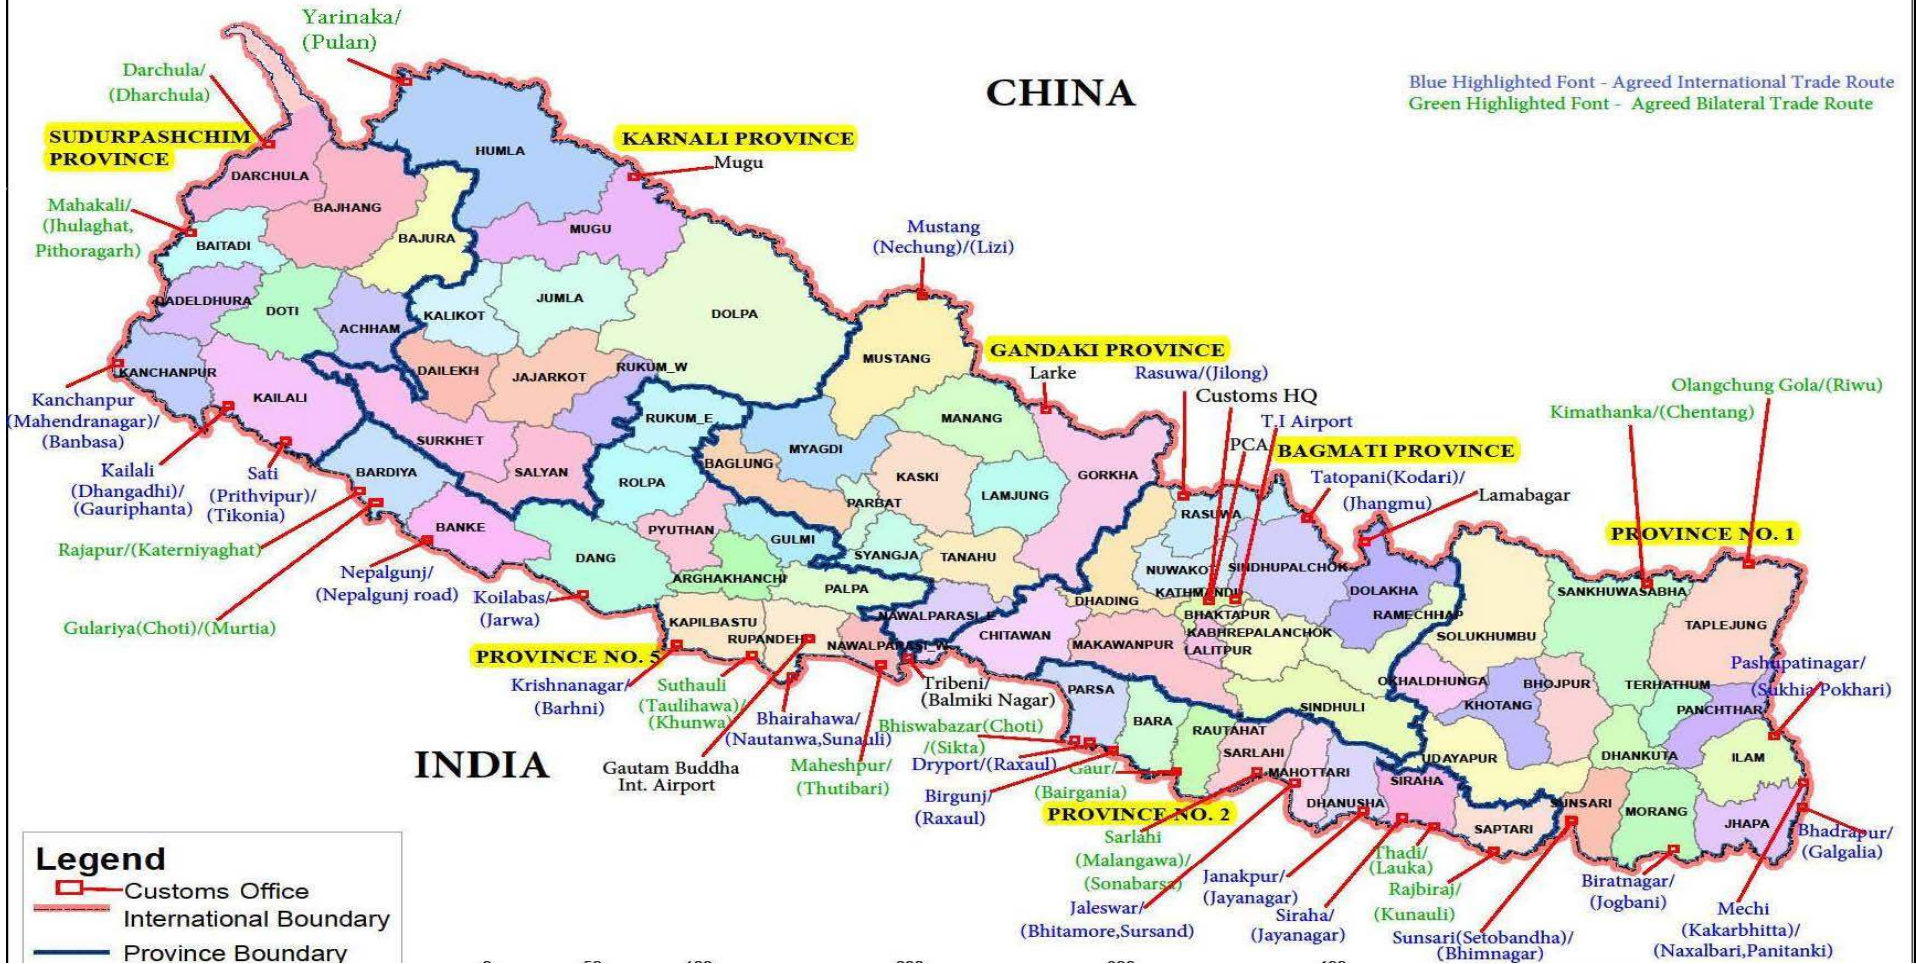 Yarinaka/
(Pulan)
Darchula/
(Dharchula)
CHINA
Blue Highlighted Font - Agreed International Trade Route
Green Highlighted Font - Agreed Bilateral Trade Route
SUDURPASHCHIM
PROVINCE
KARNALI PROVINCE
Mugu
HUMLA
DARCHULA
BAJHANG
Mahakali/
(Jhulaghat,
Pithoragarh)
BAITADI
BAJURA
MUGU
Mustang
(Nechung)/(Lizi)
DADELDHURA
DOTI
ACHHAM
KALIKOT
JUMLA
DOLPA
MUSTANG
GANDAKI PROVINCE
Larke
Rasuwa/(Jilong)
Customs HQ
T.I Airport
PCA
BAGMATI PROVINCE
Olangchung Gola/(Riwu)
Kimathanka/(Chentang)
KANCHANPUR
KAILALI
DAILEKH
JAJARKOT
RUKUM_W
RUKUM_E
MANANG
Kanchanpur
(Mahendranagar)/
(Banbasa)
Kailali
(Dhangadhi)/
(Gauriphanta)
Sati
(Prithvipur)/
(Tikonia)
SURKHET
SALYAN
BARDIYA
BANKE
ROLPA
BAGLUNG
MYAGDI
KASKI
PARBAT
LAMJUNG
GORKHA
Tatopani(Kodari)/
(Jhangmu)
Lamabagar
PROVINCE NO. 1
RASUWA
Rajapur/(Katerniyaghat)
Nepalgunj/
(Nepalgunj road)
Gulariya(Choti)/(Murtia)
Koilabas/
(Jarwa)
DANG
PYUTHAN
GULMI
SYANGJA
TANAHU
ARGHAKHANCHI
PALPA
NUWAKOT
SINDHUPALCHOK
DOLAKHA
SANKHUWASABHA
DHADING
KATHMANDU
BHAKTAPUR
RAMECHHAP
SOLUKHUMBU
TAPLEJUNG
KAPILBASTU
RUPANDEHI
NAWALPARASI_E
NAWALPARASI_W
CHITAWAN
MAKAWANPUR
KABHREPALANCHOK
LALITPUR
PROVINCE NO. 5
Krishnanagar/
(Barhni)
Suthauli
(Taulihawa)/
(Khunwa)
Tribeni/
(Balmiki Nagar)
Bhairahawa/
(Nautanwa,Sunauli)
Pashupatinagar/
(Sukhia Pokhari)
PARSA
BARA
RAUTAHAT
SINDHULI
OKHALDHUNGA
KHOTANG
BHOJPUR
TERHATHUM
PANCHTHAR
Bhiswabazar(Choti)
/(Sikta)
Dryport/(Raxaul)
INDIA
Gautam Buddha
Int. Airport
Maheshpur/
(Thutibari)
Birgunj/
(Raxaul)
Gaur/
(Bairgania)
SARLAHI
MAHOTTARI
DHANUSHA
SIRAHA
UDAYAPUR
DHANKUTA
ILAM
PROVINCE NO. 2
SAPTARI
SUNSARI
MORANG
JHAPA
Bhadrapur/
(Galgalia)
Sarlahi
(Malangawa)/
(Sonabarsa)
Jaleswar/
(Bhitamore,Sursand)
Janakpur/
(Jayanagar)
Siraha/
(Jayanagar)
Thadi/
(Lauka)
Rajbiraj/
(Kunauli)
Sunsari(Setobandha)/
(Bhimnagar)
Biratnagar/
(Jogbani)
Mechi
(Kakarbhitta)/
(Naxalbari,Panitanki)
Legend
Customs Office
International Boundary
Province Boundary